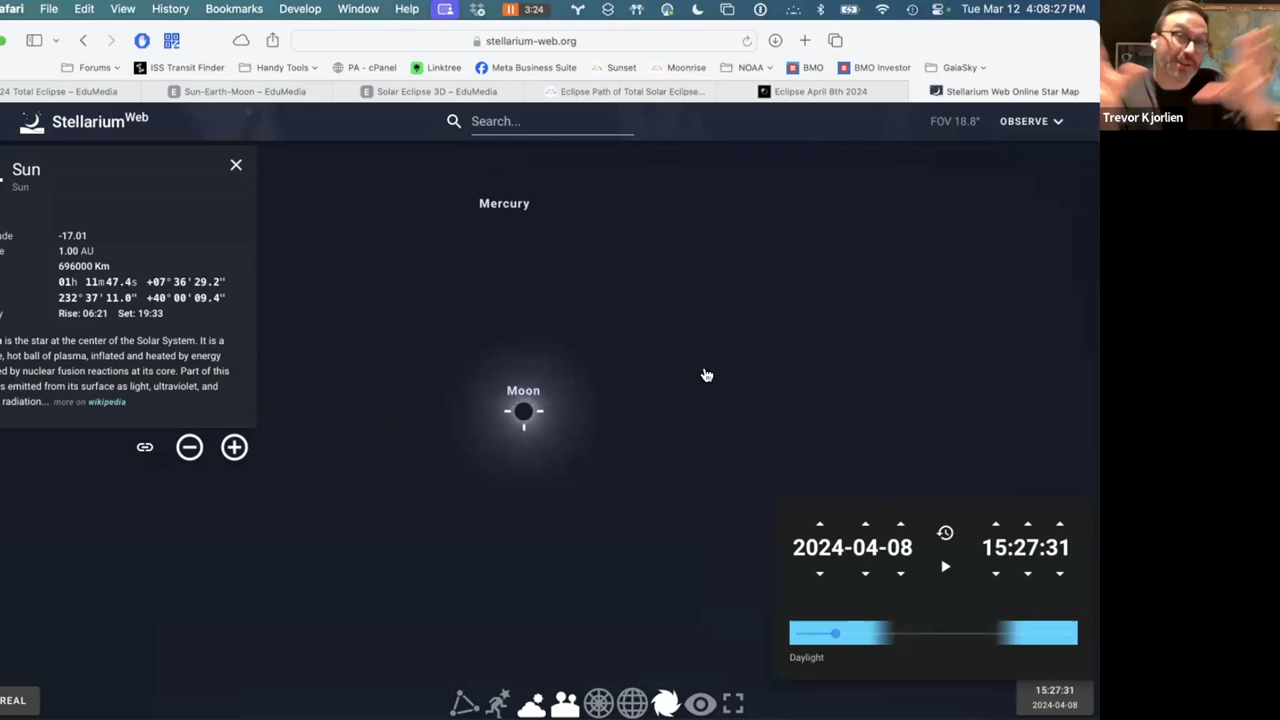 afari File Edit View History Bookmarks Develop Window Help 3:24 Tue Mar 12 4:08:27 PM
stellarium-web.org
Forums ISS Transit Finder Handy Tools PA - cPanel Linktree Meta Business Suite Sunset Moonrise NOAA BMO BMO Investor GaiaSky
24 Total Eclipse – EduMedia Sun-Earth-Moon – EduMedia Solar Eclipse 3D – EduMedia Eclipse Path of Total Solar Eclipse... Eclipse April 8th 2024 Stellarium Web Online Star Map
Trevor Kjorlien
StellariumWeb Search... FOV 18.8° OBSERVE
Sun
Sun
Mercury
ude -17.01
e 1.00 AU
696000 Km
01h 11m47.4s +07°36'29.2"
232°37'11.0" +40°00'09.4"
y Rise: 06:21 Set: 19:33
is the star at the center of the Solar System. It is a
e, hot ball of plasma, inflated and heated by energy
ed by nuclear fusion reactions at its core. Part of this
s emitted from its surface as light, ultraviolet, and
radiation... more on wikipedia
Moon
2024-04-08 15:27:31
Daylight
REAL
15:27:31
2024-04-08